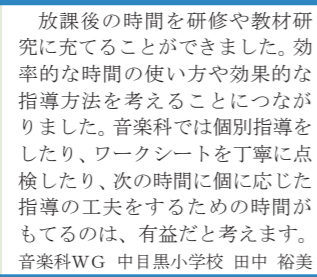 放課後の時間を研修や教材研
究に充てることができました。効
率的な時間の使い方や効果的な
指導方法を考えることにつなが
りました。音楽科では個別指導を
したり、ワークシートを丁寧に点
検したり、次の時間に個に応じた
指導の工夫をするための時間が
もてるのは、有益だと考えます。
音楽科WG 中目黒小学校 田中 裕美